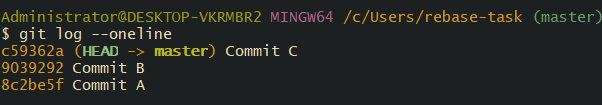 Administrator@DESKTOP-VKRMBR2 MINGW64 /c/Users/rebase-task (master)
$ git log --oneline
c59362a (HEAD -> master) Commit C
9039292 Commit B
8c2be5f Commit A